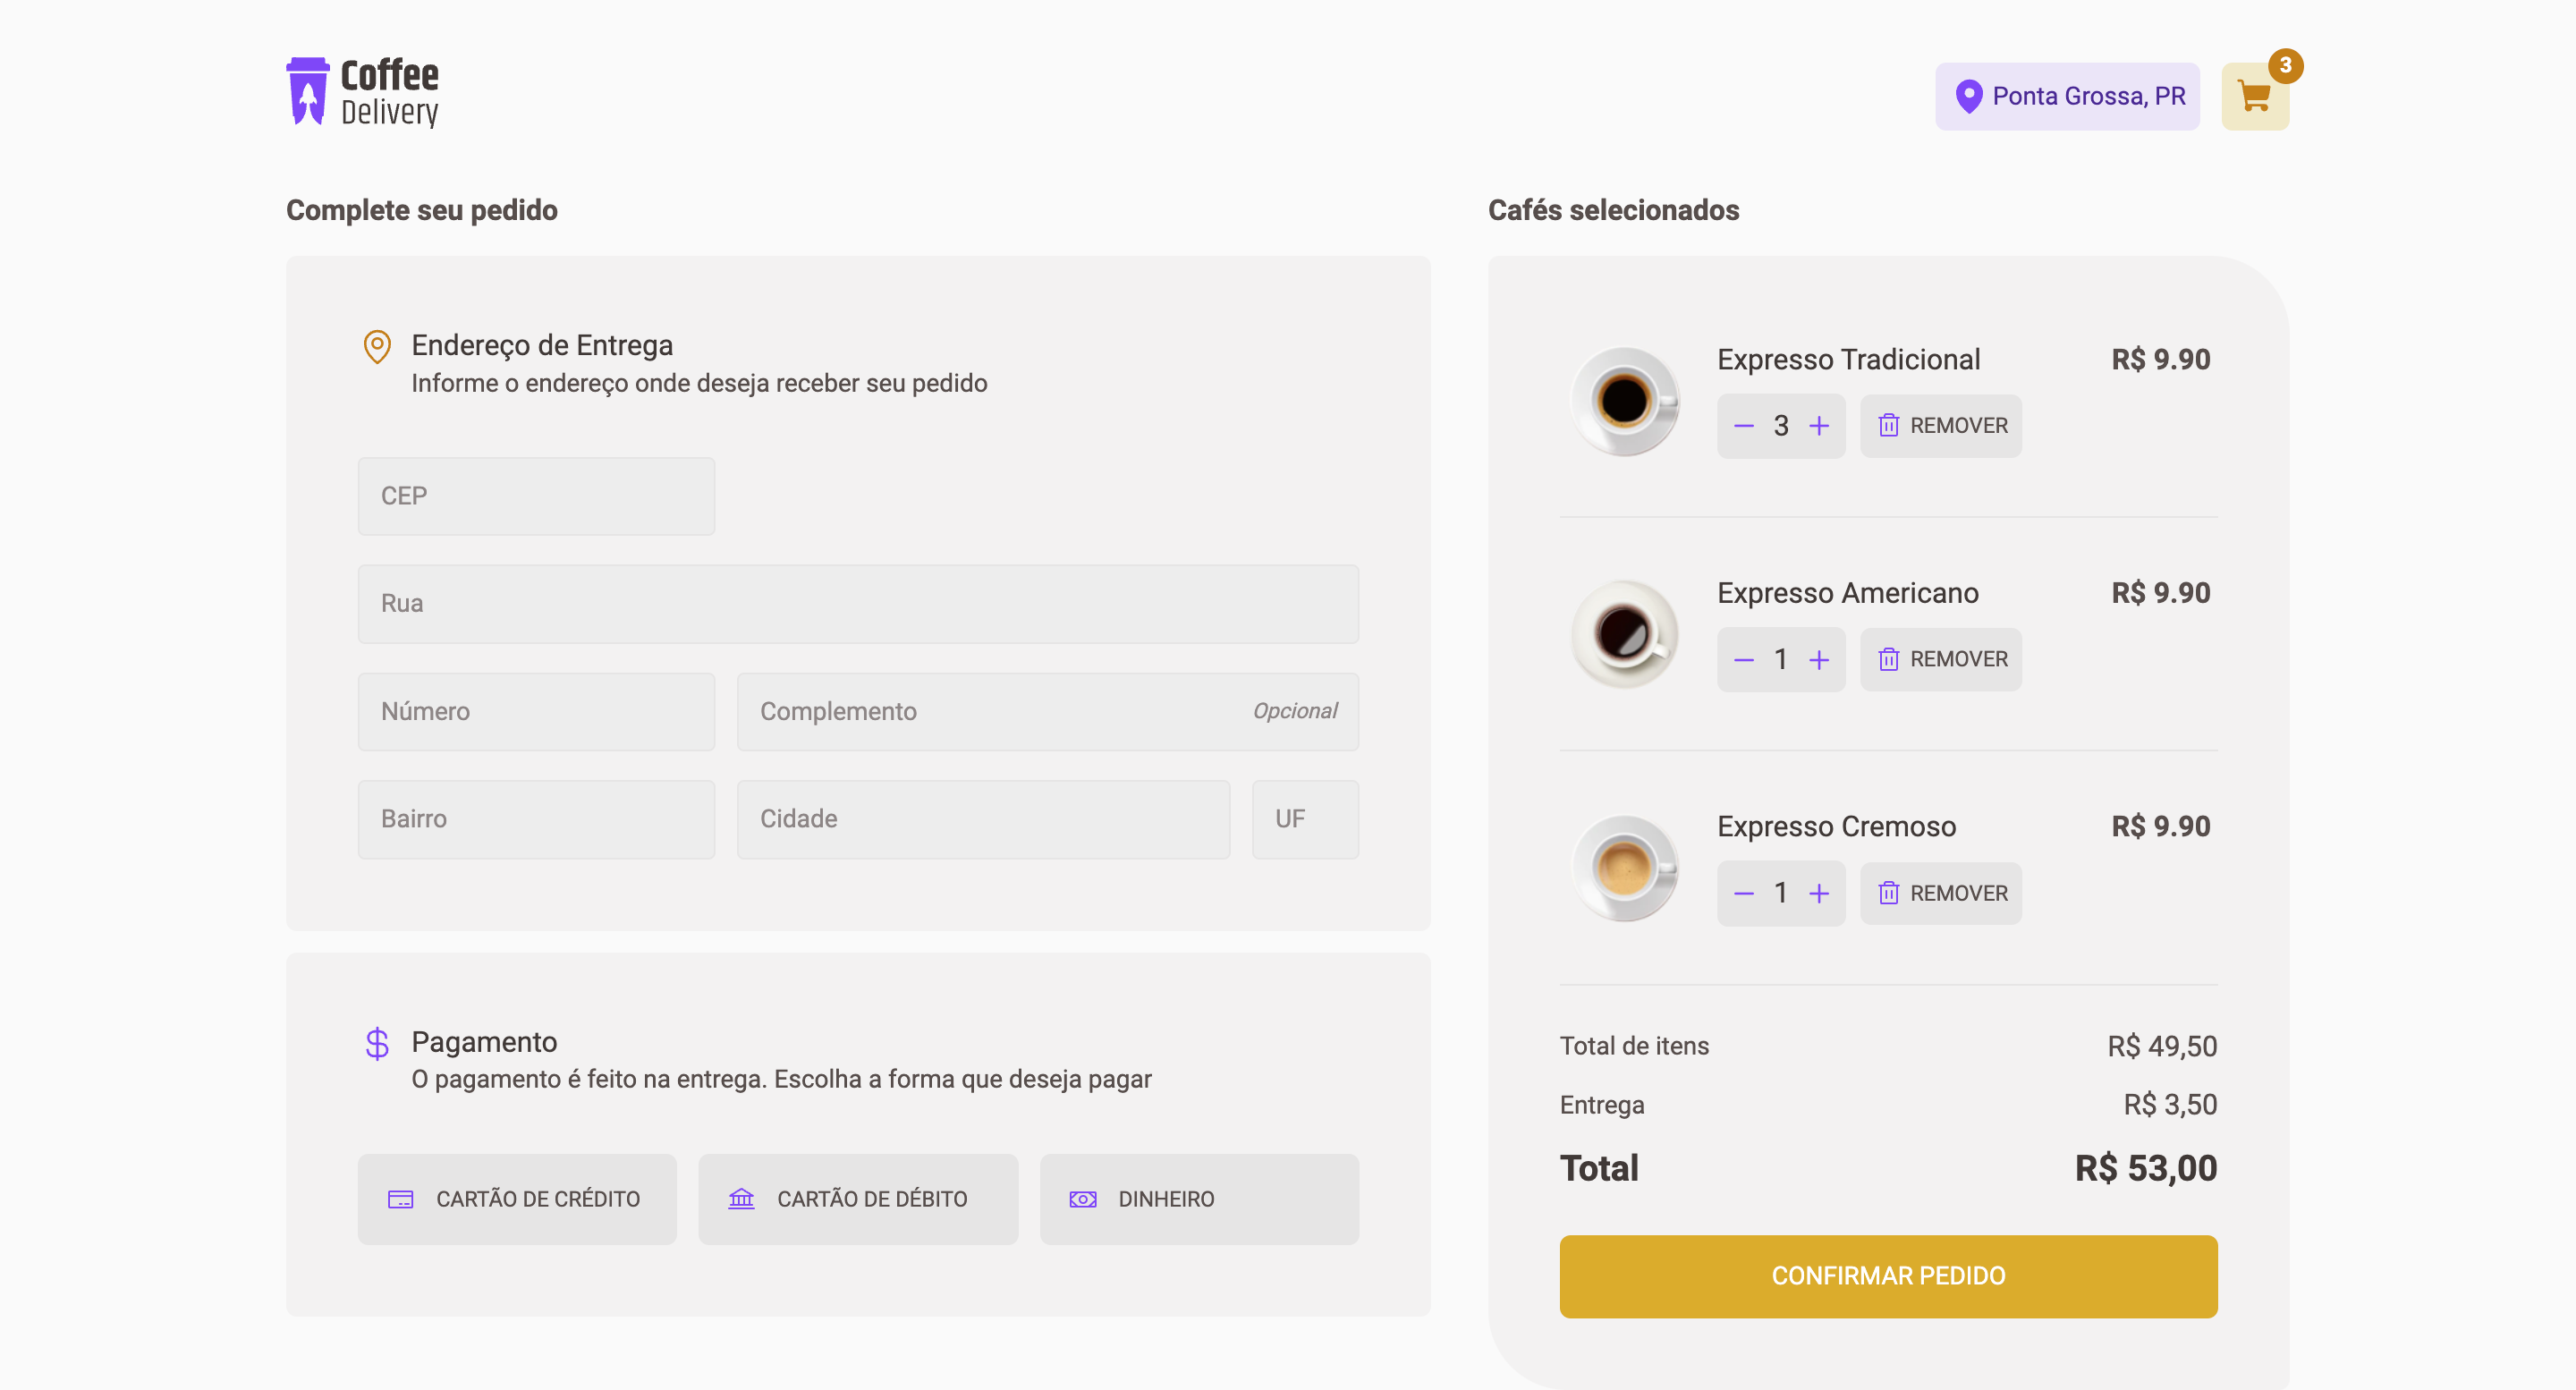 Coffee
Delivery
Ponta Grossa, PR
3
Complete seu pedido
Endereço de Entrega
Informe o endereço onde deseja receber seu pedido
CEP
Rua
Número
Complemento
Opcional
Bairro
Cidade
UF
Pagamento
O pagamento é feito na entrega. Escolha a forma que deseja pagar
CARTÃO DE CRÉDITO
CARTÃO DE DÉBITO
DINHEIRO
Cafés selecionados
Expresso Tradicional
R$ 9.90
3
REMOVER
Expresso Americano
R$ 9.90
1
REMOVER
Expresso Cremoso
R$ 9.90
1
REMOVER
Total de itens
R$ 49,50
Entrega
R$ 3,50
Total
R$ 53,00
CONFIRMAR PEDIDO